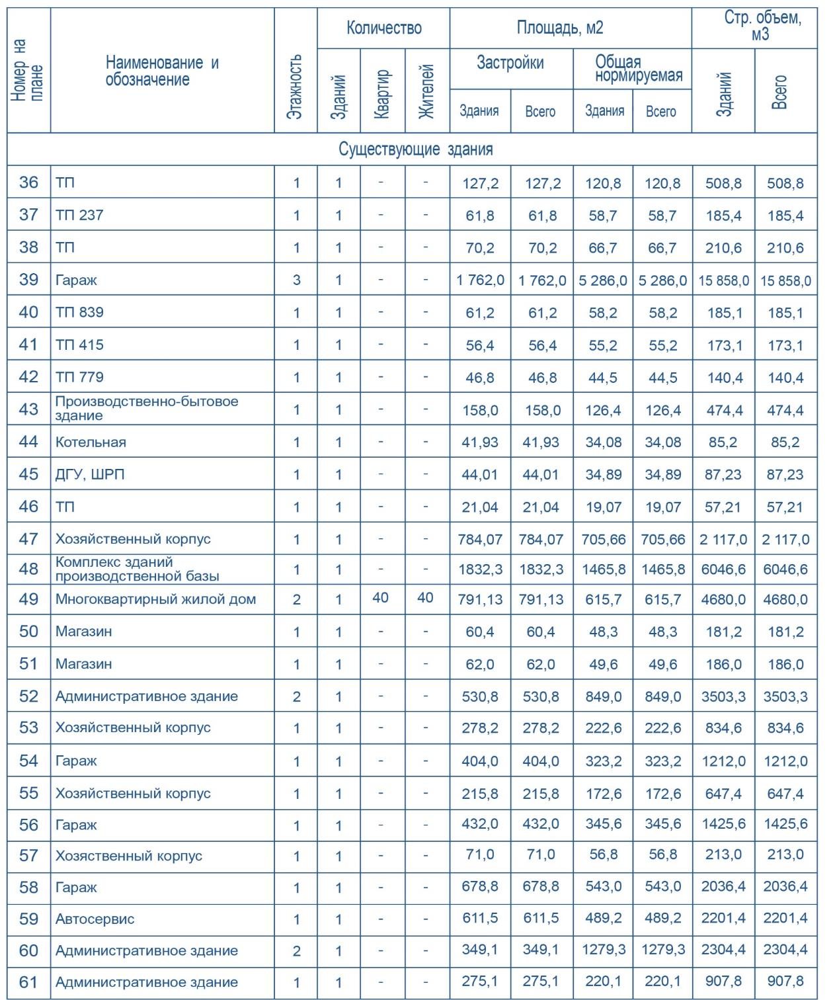 Номер на плане
Наименование и обозначение
Этажность
Количество
Площадь, м2
Стр. объем, м3
Зданий
Квартир
Жителей
Застройки
Общая нормируемая
Зданий
Всего
Здания Всего Здания Всего
Существующие здания
36 ТП 1 1 - - 127,2 127,2 120,8 120,8 508,8 508,8
37 ТП 237 1 1 - - 61,8 61,8 58,7 58,7 185,4 185,4
38 ТП 1 1 - - 70,2 70,2 66,7 66,7 210,6 210,6
39 Гараж 3 1 - - 1 762,0 1 762,0 5 286,0 5 286,0 15 858,0 15 858,0
40 ТП 839 1 1 - - 61,2 61,2 58,2 58,2 185,1 185,1
41 ТП 415 1 1 - - 56,4 56,4 55,2 55,2 173,1 173,1
42 ТП 779 1 1 - - 46,8 46,8 44,5 44,5 140,4 140,4
43 Производственно-бытовое здание 1 1 - - 158,0 158,0 126,4 126,4 474,4 474,4
44 Котельная 1 1 - - 41,93 41,93 34,08 34,08 85,2 85,2
45 ДГУ, ШРП 1 1 - - 44,01 44,01 34,89 34,89 87,23 87,23
46 ТП 1 1 - - 21,04 21,04 19,07 19,07 57,21 57,21
47 Хозяйственный корпус 1 1 - - 784,07 784,07 705,66 705,66 2 117,0 2 117,0
48 Комплекс зданий производственной базы 1 1 - - 1832,3 1832,3 1465,8 1465,8 6046,6 6046,6
49 Многоквартирный жилой дом 2 1 40 40 791,13 791,13 615,7 615,7 4680,0 4680,0
50 Магазин 1 1 - - 60,4 60,4 48,3 48,3 181,2 181,2
51 Магазин 1 1 - - 62,0 62,0 49,6 49,6 186,0 186,0
52 Административное здание 2 1 - - 530,8 530,8 849,0 849,0 3503,3 3503,3
53 Хозяйственный корпус 1 1 - - 278,2 278,2 222,6 222,6 834,6 834,6
54 Гараж 1 1 - - 404,0 404,0 323,2 323,2 1212,0 1212,0
55 Хозяйственный корпус 1 1 - - 215,8 215,8 172,6 172,6 647,4 647,4
56 Гараж 1 1 - - 432,0 432,0 345,6 345,6 1425,6 1425,6
57 Хозяственный корпус 1 1 - - 71,0 71,0 56,8 56,8 213,0 213,0
58 Гараж 1 1 - - 678,8 678,8 543,0 543,0 2036,4 2036,4
59 Автосервис 1 1 - - 611,5 611,5 489,2 489,2 2201,4 2201,4
60 Административное здание 2 1 - - 349,1 349,1 1279,3 1279,3 2304,4 2304,4
61 Административное здание 1 1 - - 275,1 275,1 220,1 220,1 907,8 907,8